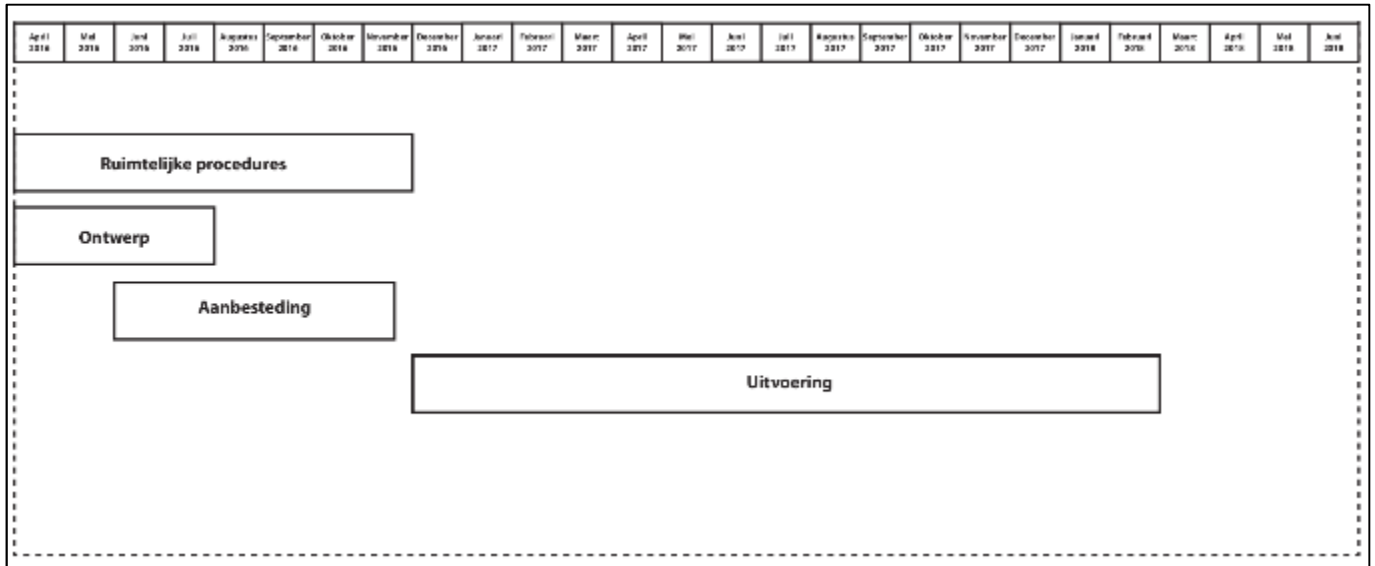 April Mei Juni Juli Augustus September Oktober November December Januari Februari Maart April Mei Juni Juli Augustus September Oktober November December Januari Februari Maart April Mei Juni
2016 2016 2016 2016 2016 2016 2016 2016 2016 2017 2017 2017 2017 2017 2017 2017 2017 2017 2017 2017 2017 2018 2018 2018 2018 2018 2018
Ruimtelijke procedures
Ontwerp
Aanbesteding
Uitvoering